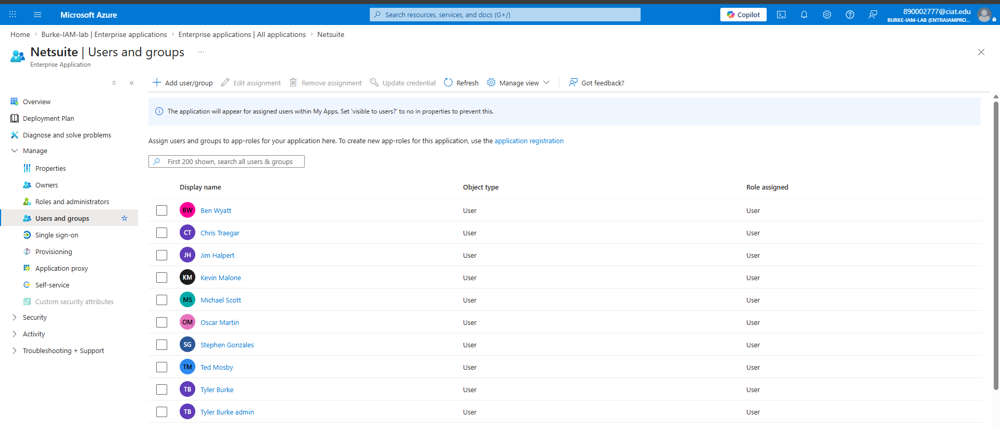 Microsoft Azure
Search resources, services, and docs (G+/)
Copilot
890002777@ciat.edu
BURKE-IAM-LAB (ENTRAIAMPRO...
Home > Burke-IAM-lab | Enterprise applications > Enterprise applications | All applications > Netsuite
Netsuite | Users and groups ...
Enterprise Application
Add user/group
Edit assignment
Remove assignment
Update credential
Refresh
Manage view
Got feedback?
Overview
Deployment Plan
Diagnose and solve problems
Manage
Properties
Owners
Roles and administrators
Users and groups
Single sign-on
Provisioning
Application proxy
Self-service
Custom security attributes
Security
Activity
Troubleshooting + Support
The application will appear for assigned users within My Apps. Set 'visible to users?' to no in properties to prevent this.
Assign users and groups to app-roles for your application here. To create new app-roles for this application, use the application registration
First 200 shown, search all users & groups
Display name Object type Role assigned
BW Ben Wyatt User User
CT Chris Traegar User User
JH Jim Halpert User User
KM Kevin Malone User User
MS Michael Scott User User
OM Oscar Martin User User
SG Stephen Gonzales User User
TM Ted Mosby User User
TB Tyler Burke User User
TB Tyler Burke admin User User